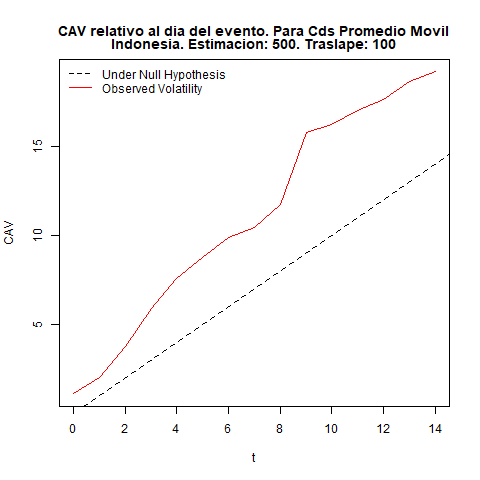 CAV relativo al dia del evento. Para Cds Promedio Movil
Indonesia. Estimacion: 500. Traslape: 100
Under Null Hypothesis
Observed Volatility
15
10
5
CAV
0 2 4 6 8 10 12 14
t